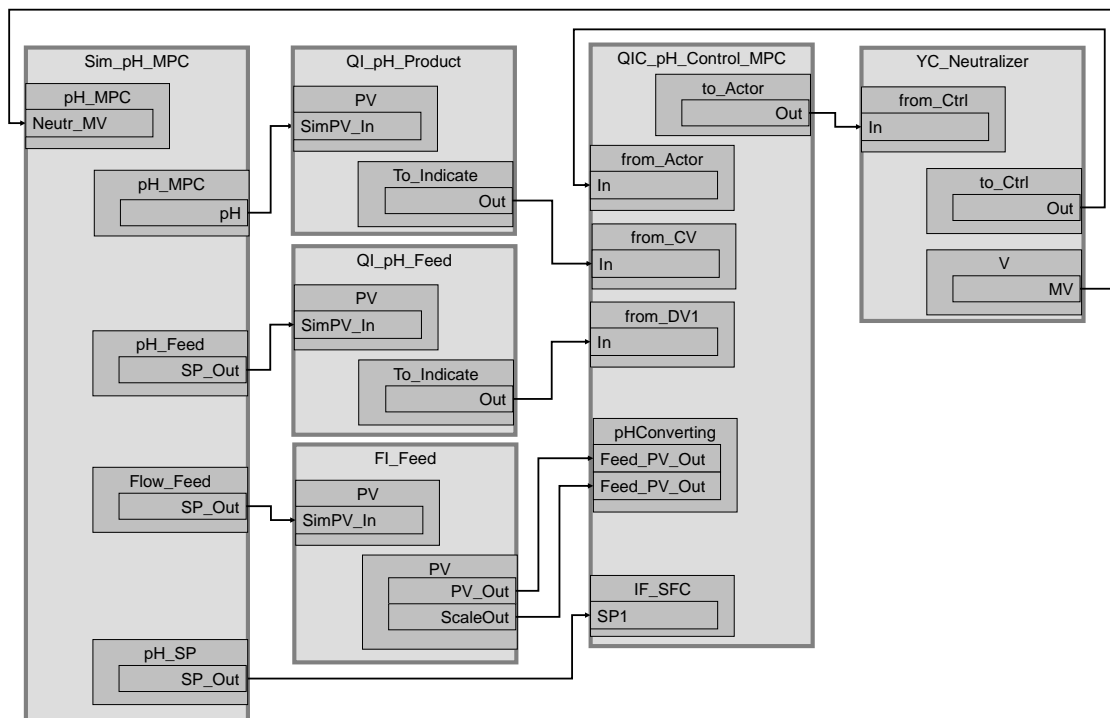 Sim_pH_MPC
pH_MPC
Neutr_MV
pH_MPC
pH
pH_Feed
SP_Out
Flow_Feed
SP_Out
pH_SP
SP_Out
QI_pH_Product
PV
SimPV_In
To_Indicate
Out
QI_pH_Feed
PV
SimPV_In
To_Indicate
Out
FI_Feed
PV
SimPV_In
PV
PV_Out
ScaleOut
QIC_pH_Control_MPC
to_Actor
Out
from_Actor
In
from_CV
In
from_DV1
In
pHConverting
Feed_PV_Out
Feed_PV_Out
IF_SFC
SP1
YC_Neutralizer
from_Ctrl
In
to_Ctrl
Out
V
MV